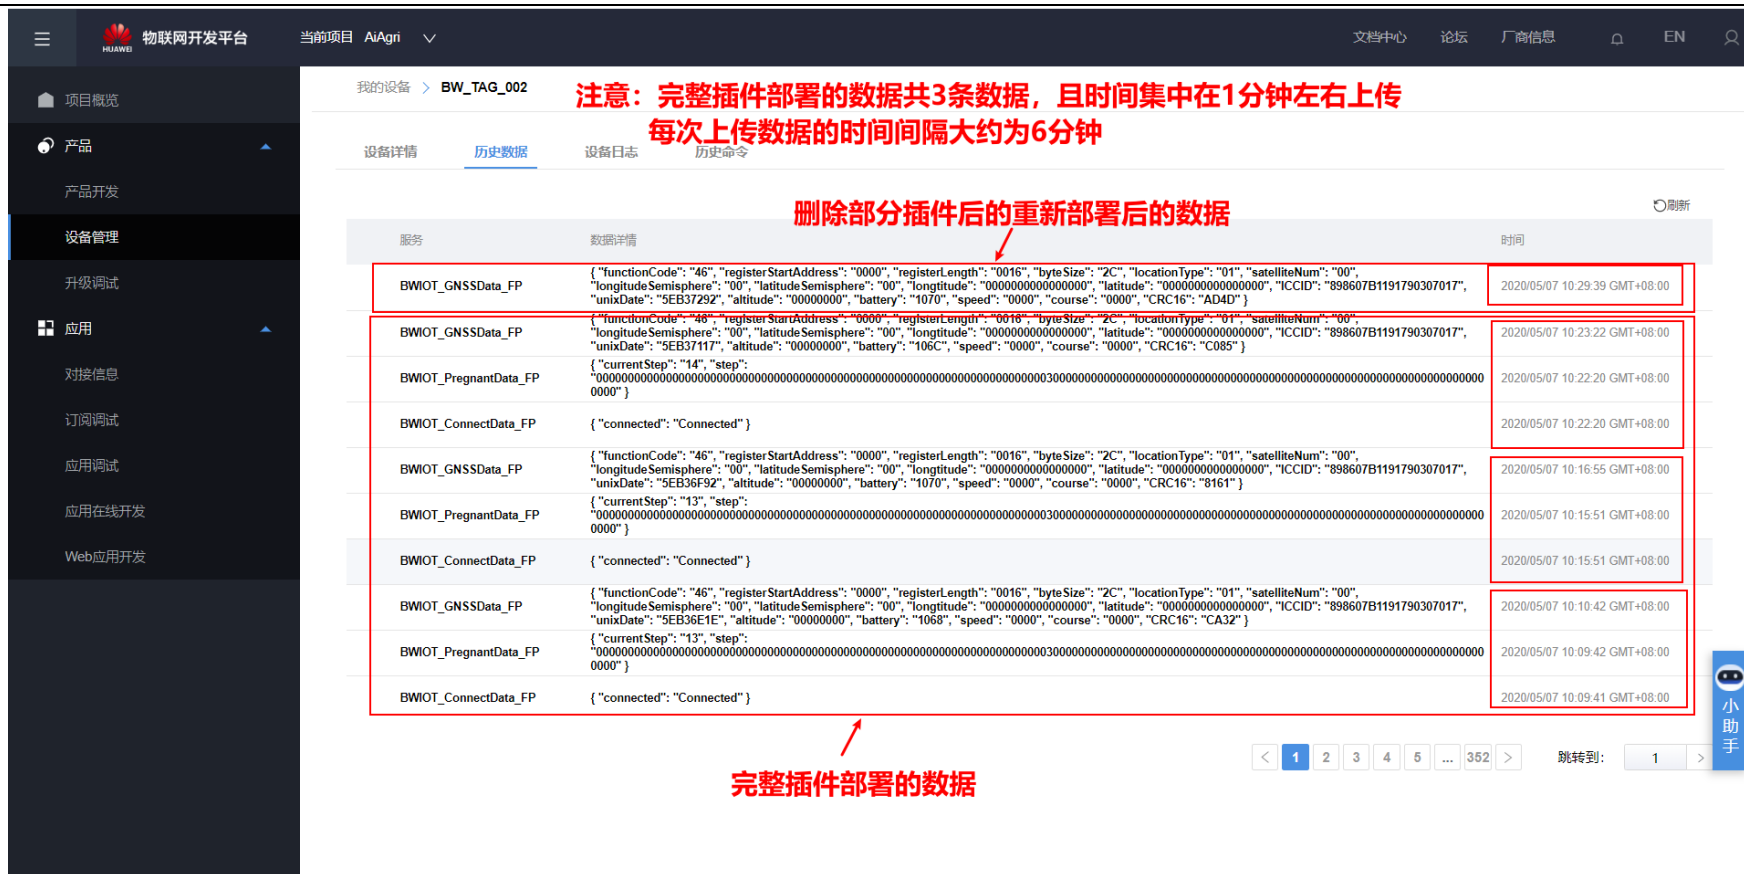 HUAWEI 物联网开发平台 当前项目 AiAgri 文档中心 论坛 厂商信息 EN
我的设备 > BW_TAG_002
注意：完整插件部署的数据共3条数据，且时间集中在1分钟左右上传
每次上传数据的时间间隔大约为6分钟
项目概览
产品
产品开发
设备管理
升级调试
应用
对接信息
订阅调试
应用调试
应用在线开发
Web应用开发
设备详情 历史数据 设备日志 历史命令
刷新
删除部分插件后的重新部署后的数据
服务 数据详情 时间
BWIOT_GNSSData_FP
{ "functionCode": "46", "registerStartAddress": "0000", "registerLength": "0016", "byteSize": "2C", "locationType": "01", "satelliteNum": "00",
"longitudeSemisphere": "00", "latitudeSemisphere": "00", "longtitude": "0000000000000000", "latitude": "0000000000000000", "ICCID": "898607B1191790307017",
"unixDate": "5EB37292", "altitude": "00000000", "battery": "1070", "speed": "0000", "course": "0000", "CRC16": "AD4D" }
2020/05/07 10:29:39 GMT+08:00
BWIOT_GNSSData_FP
{ "functionCode": "46", "registerStartAddress": "0000", "registerLength": "0016", "byteSize": "2C", "locationType": "01", "satelliteNum": "00",
"longitudeSemisphere": "00", "latitudeSemisphere": "00", "longtitude": "0000000000000000", "latitude": "0000000000000000", "ICCID": "898607B1191790307017",
"unixDate": "5EB37117", "altitude": "00000000", "battery": "106C", "speed": "0000", "course": "0000", "CRC16": "C085" }
2020/05/07 10:23:22 GMT+08:00
BWIOT_PregnantData_FP
{ "currentStep": "14", "step":
0000" }
2020/05/07 10:22:20 GMT+08:00
BWIOT_ConnectData_FP { "connected": "Connected" } 2020/05/07 10:22:20 GMT+08:00
BWIOT_GNSSData_FP
{ "functionCode": "46", "registerStartAddress": "0000", "registerLength": "0016", "byteSize": "2C", "locationType": "01", "satelliteNum": "00",
"longitudeSemisphere": "00", "latitudeSemisphere": "00", "longtitude": "0000000000000000", "latitude": "0000000000000000", "ICCID": "898607B1191790307017",
"unixDate": "5EB36F92", "altitude": "00000000", "battery": "1070", "speed": "0000", "course": "0000", "CRC16": "8161" }
2020/05/07 10:16:55 GMT+08:00
BWIOT_PregnantData_FP
{ "currentStep": "13", "step":
0000" }
2020/05/07 10:15:51 GMT+08:00
BWIOT_ConnectData_FP { "connected": "Connected" } 2020/05/07 10:15:51 GMT+08:00
BWIOT_GNSSData_FP
{ "functionCode": "46", "registerStartAddress": "0000", "registerLength": "0016", "byteSize": "2C", "locationType": "01", "satelliteNum": "00",
"longitudeSemisphere": "00", "latitudeSemisphere": "00", "longtitude": "0000000000000000", "latitude": "0000000000000000", "ICCID": "898607B1191790307017",
"unixDate": "5EB36E1E", "altitude": "00000000", "battery": "1068", "speed": "0000", "course": "0000", "CRC16": "CA32" }
2020/05/07 10:10:42 GMT+08:00
BWIOT_PregnantData_FP
{ "currentStep": "13", "step":
0000" }
2020/05/07 10:09:42 GMT+08:00
BWIOT_ConnectData_FP { "connected": "Connected" } 2020/05/07 10:09:41 GMT+08:00
小助手
< 1 2 3 4 5 ... 352 > 跳转到： 1 >
完整插件部署的数据